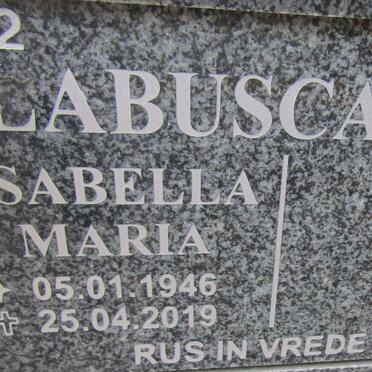 2
LABUSCA
SABELLA
MARIA
05.01.1946
✝ 25.04.2019
RUS IN VREDE